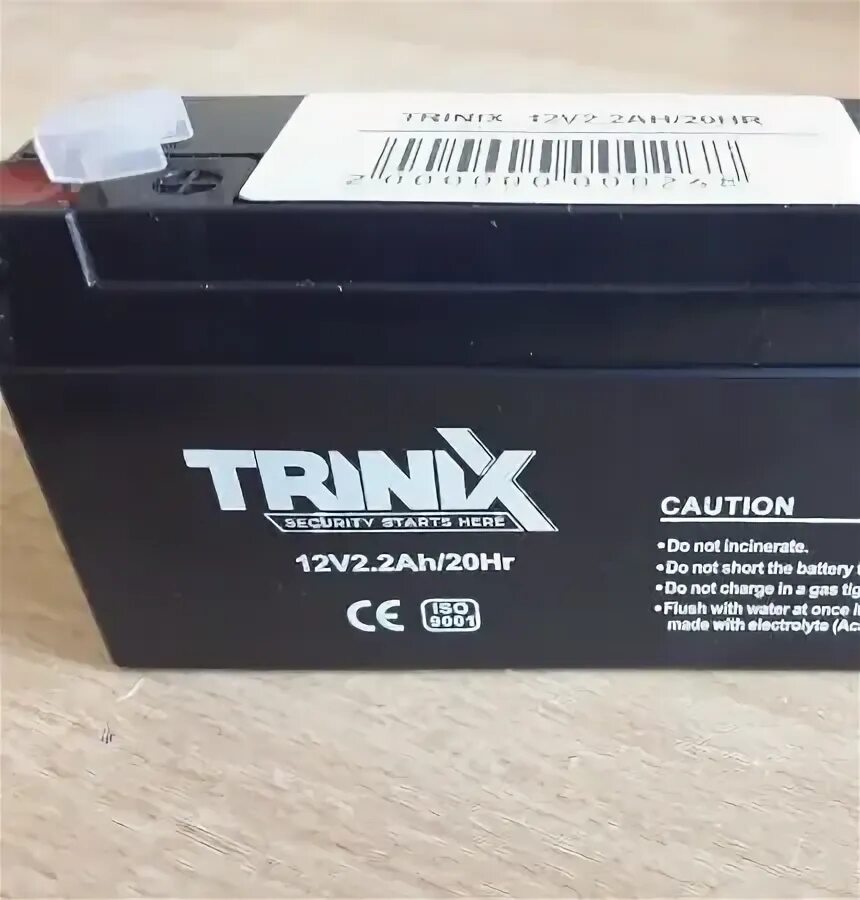 TRINIX 12V2.2AH/20HR
TRINIX
SECURITY STARTS HERE
12V2.2Ah/20Hr
CE ISO 9001
CAUTION
•Do not incinerate.
•Do not short the battery
•Do not charge in a gas
•Flush with water at once
made with electrolyte